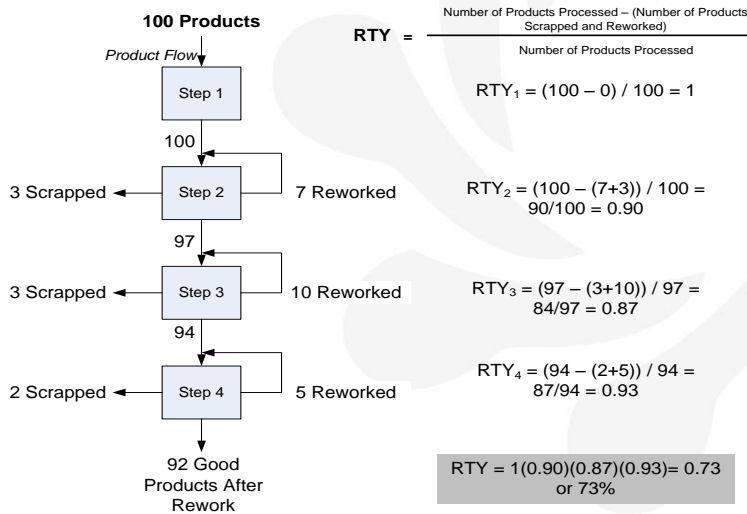 100 Products
Product Flow
Step 1
100
3 Scrapped
Step 2
7 Reworked
97
3 Scrapped
Step 3
10 Reworked
94
2 Scrapped
Step 4
5 Reworked
92 Good
Products After
Rework
RTY =
Number of Products Processed – (Number of Products
Scrapped and Reworked)
Number of Products Processed
RTY₁ = (100 – 0) / 100 = 1
RTY₂ = (100 – (7+3)) / 100 =
90/100 = 0.90
RTY₃ = (97 – (3+10)) / 97 =
84/97 = 0.87
RTY₄ = (94 – (2+5)) / 94 =
87/94 = 0.93
RTY = 1(0.90)(0.87)(0.93)= 0.73
or 73%